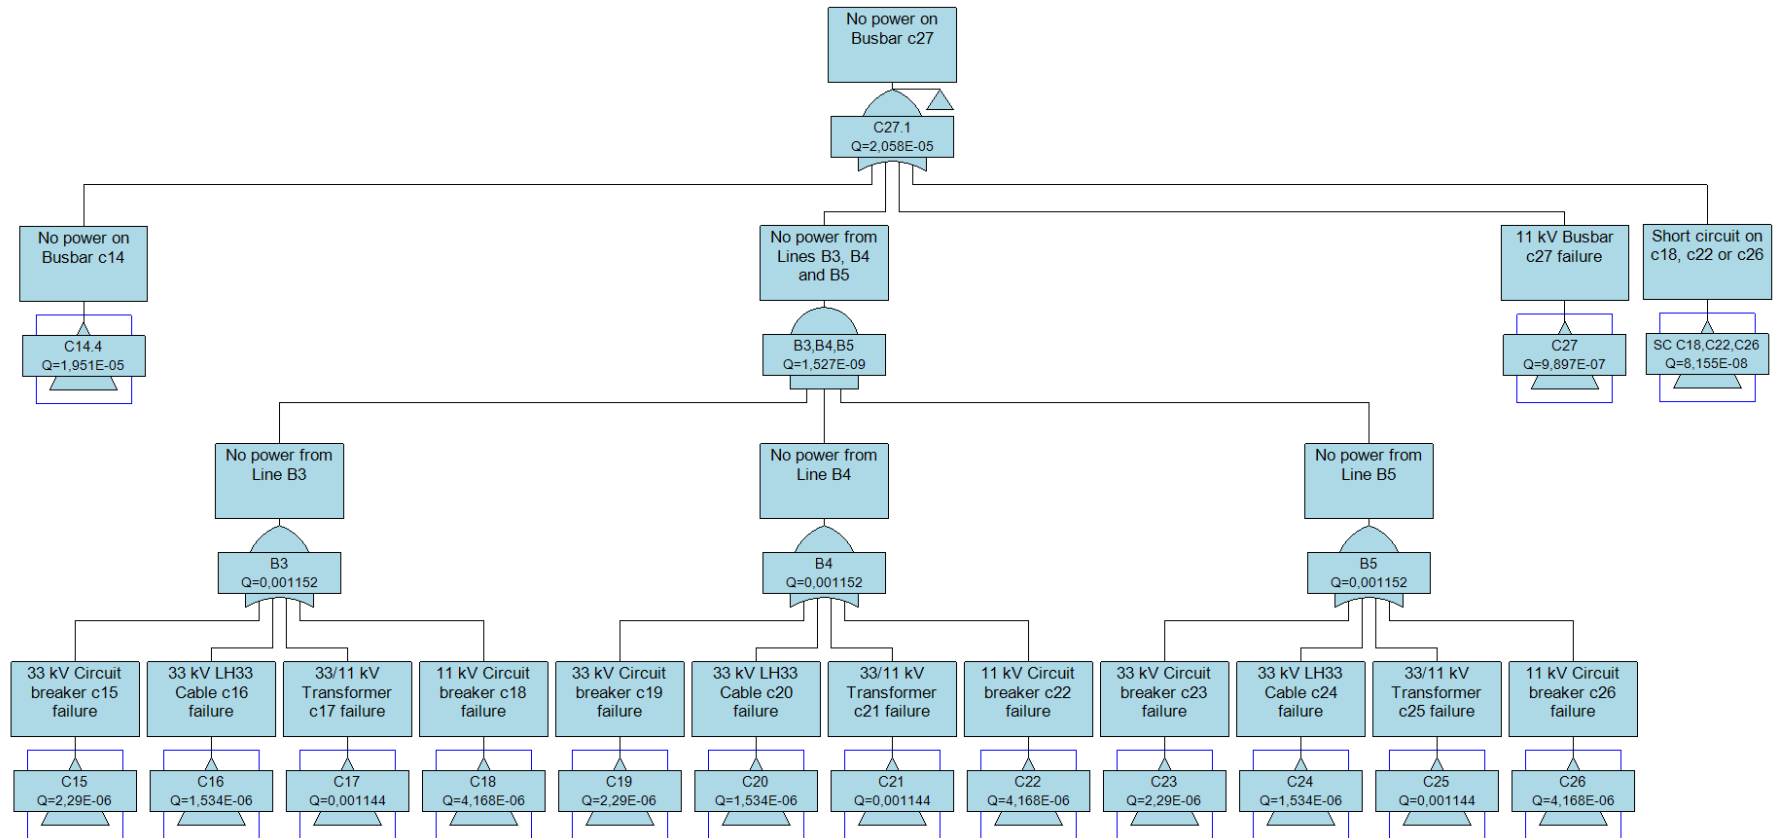 No power on
Busbar c27
C27.1
Q=2,058E-05
No power on
Busbar c14
C14.4
Q=1,951E-05
No power from
Lines B3, B4
and B5
B3,B4,B5
Q=1,527E-09
11 kV Busbar
c27 failure
C27
Q=9,897E-07
Short circuit on
c18, c22 or c26
SC C18,C22,C26
Q=8,155E-08
No power from
Line B3
B3
Q=0,001152
No power from
Line B4
B4
Q=0,001152
No power from
Line B5
B5
Q=0,001152
33 kV Circuit
breaker c15
failure
C15
Q=2,29E-06
33 kV LH33
Cable c16
failure
C16
Q=1,534E-06
33/11 kV
Transformer
c17 failure
C17
Q=0,001144
11 kV Circuit
breaker c18
failure
C18
Q=4,168E-06
33 kV Circuit
breaker c19
failure
C19
Q=2,29E-06
33 kV LH33
Cable c20
failure
C20
Q=1,534E-06
33/11 kV
Transformer
c21 failure
C21
Q=0,001144
11 kV Circuit
breaker c22
failure
C22
Q=4,168E-06
33 kV Circuit
breaker c23
failure
C23
Q=2,29E-06
33 kV LH33
Cable c24
failure
C24
Q=1,534E-06
33/11 kV
Transformer
c25 failure
C25
Q=0,001144
11 kV Circuit
breaker c26
failure
C26
Q=4,168E-06